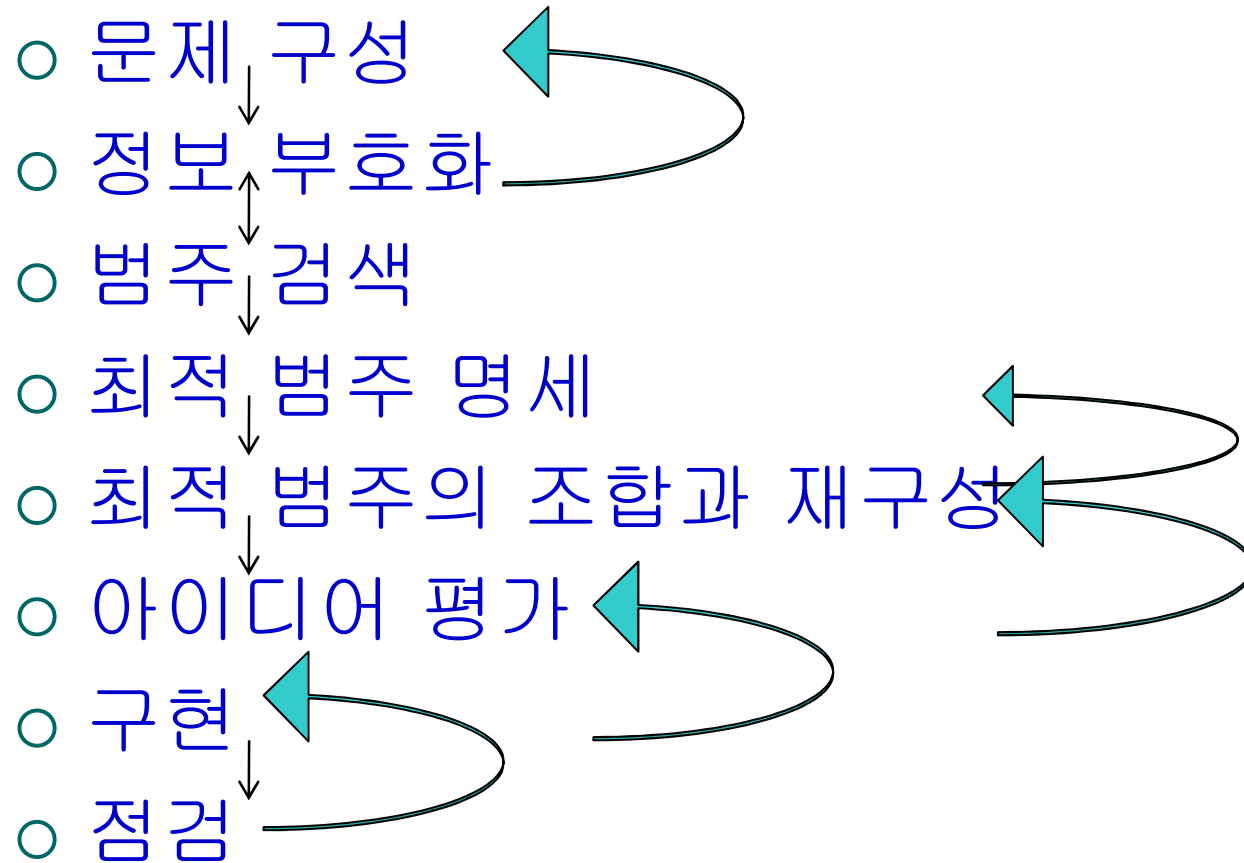 문제 구성
정보 부호화
범주 검색
최적 범주 명세
최적 범주의 조합과 재구성
아이디어 평가
구현
점검